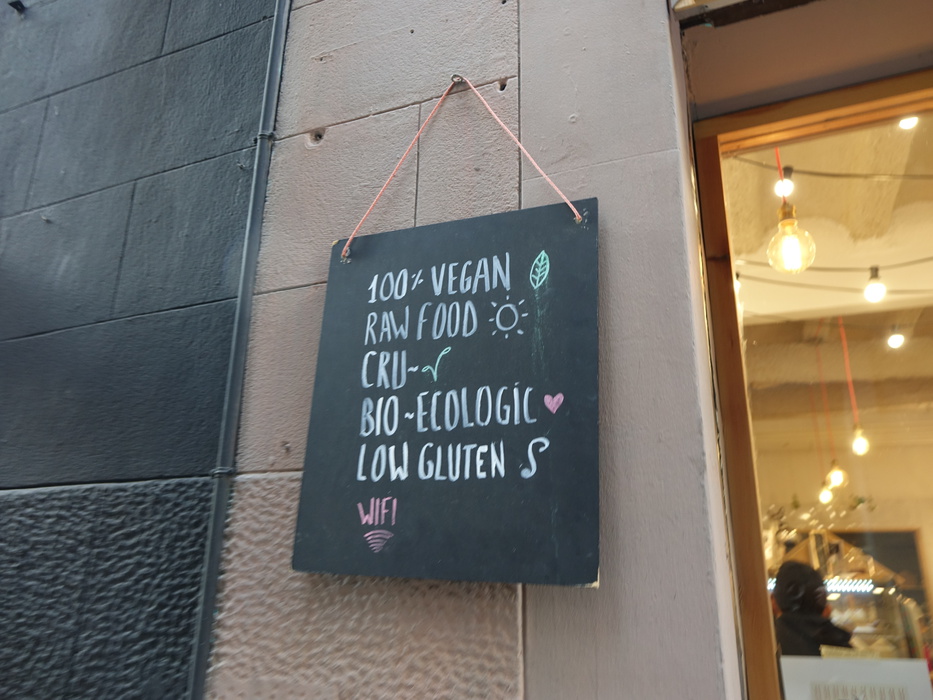 100% VEGAN
RAW FOOD
CRU~
BIO~ECOLOGIC
LOW GLUTEN
WIFI